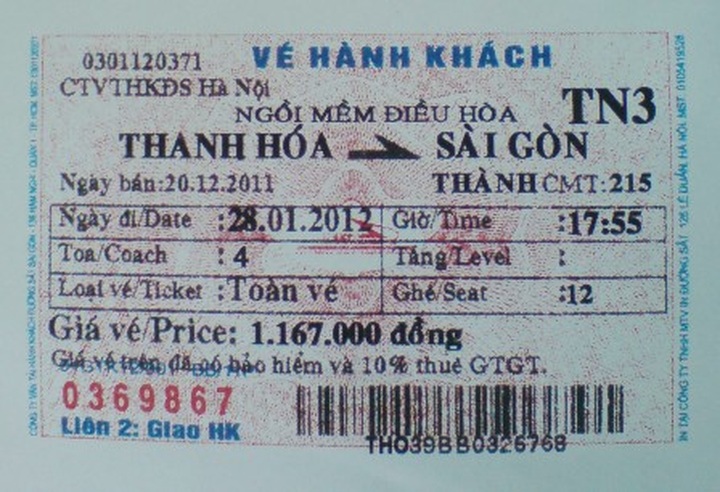 0301120371
VÉ HÀNH KHÁCH
CTVTHKĐS Hà Nội
NGỒI MỀM ĐIỀU HÒA
TN3
THANH HÓA
SÀI GÒN
Ngày bán:20.12.2011
THÀNH CMT:215
Ngày đi/Date :28.01.2012
Giờ/Time :17:55
Toa/Coach : 4
Tầng/Level :
Loại vé/Ticket :Toàn vé
Ghế/Seat :12
Giá vé/Price: 1.167.000 đồng
Giá vé trên đã có bảo hiểm và 10% thuế GTGT.
0369867
Liên 2: Giao HK
THO39BB0326768